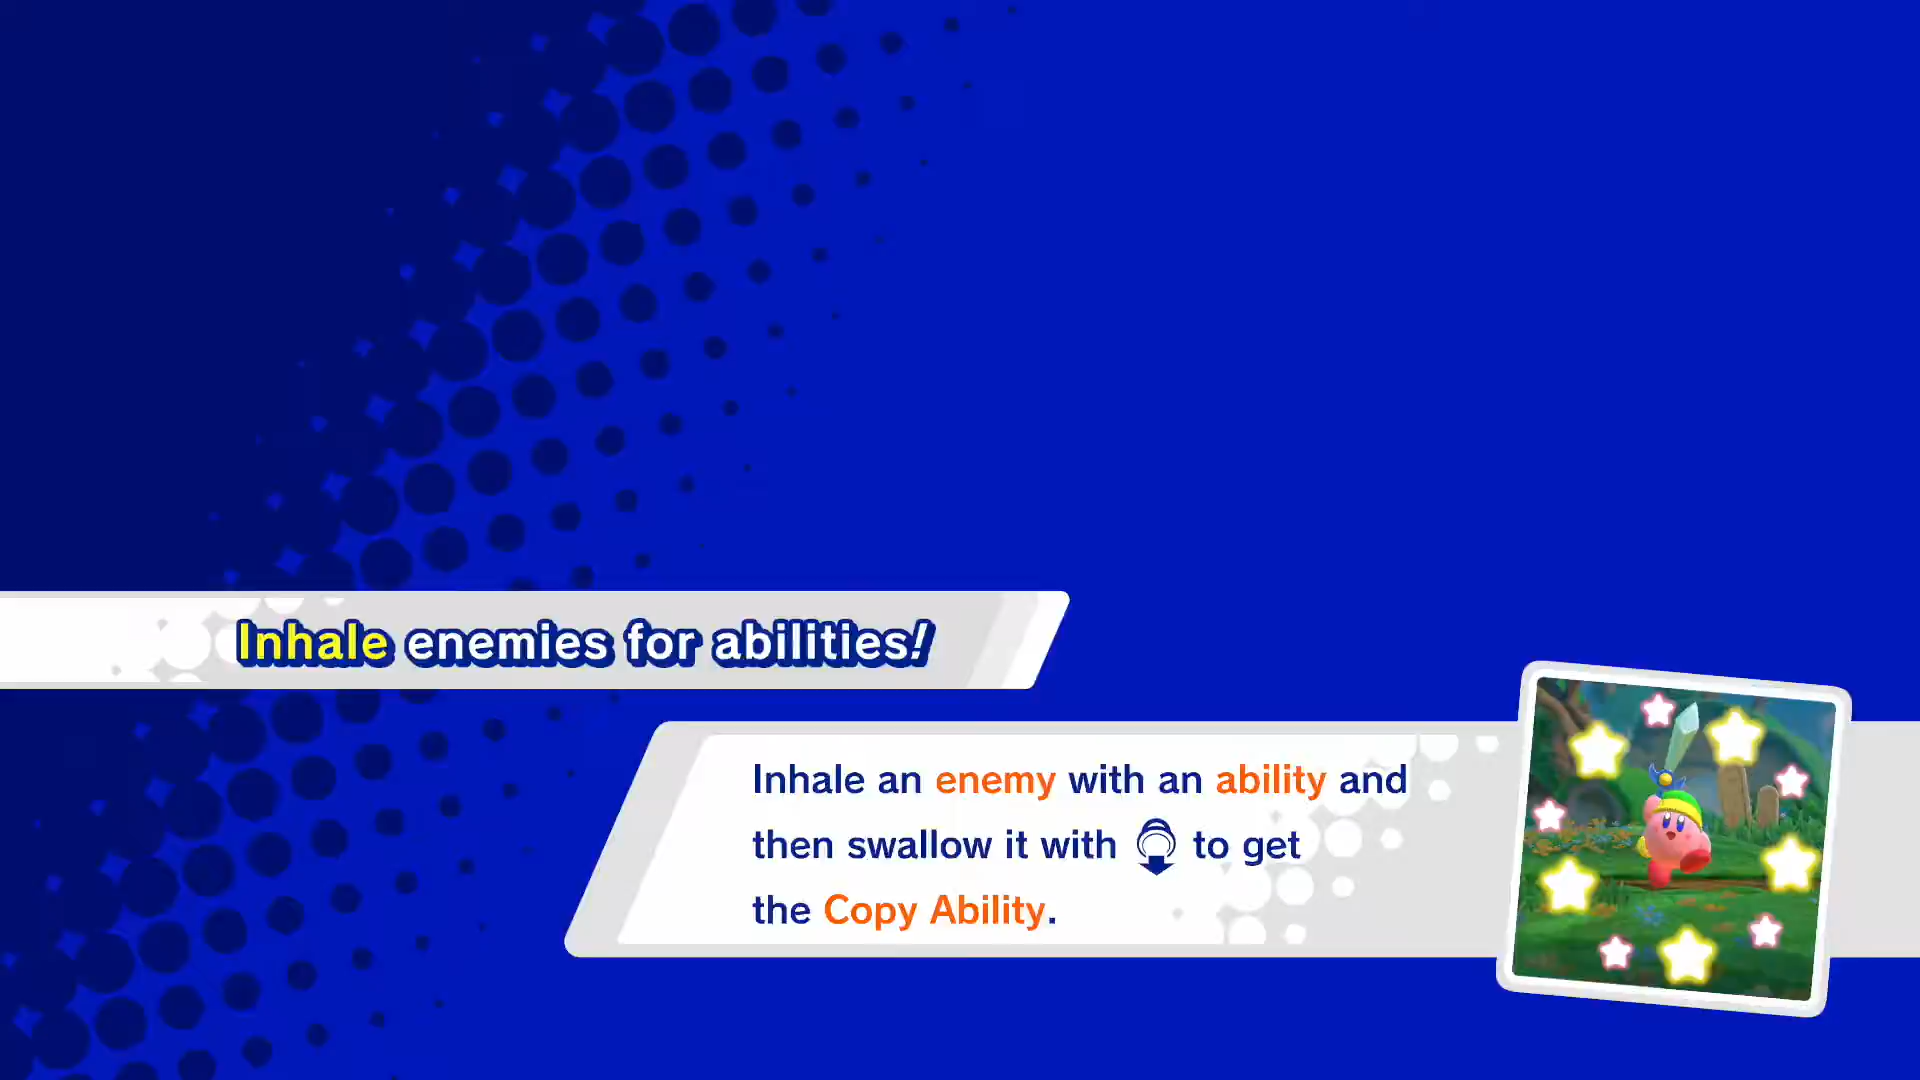 Inhale enemies for abilities!
Inhale an enemy with an ability and
then swallow it with to get
the Copy Ability.